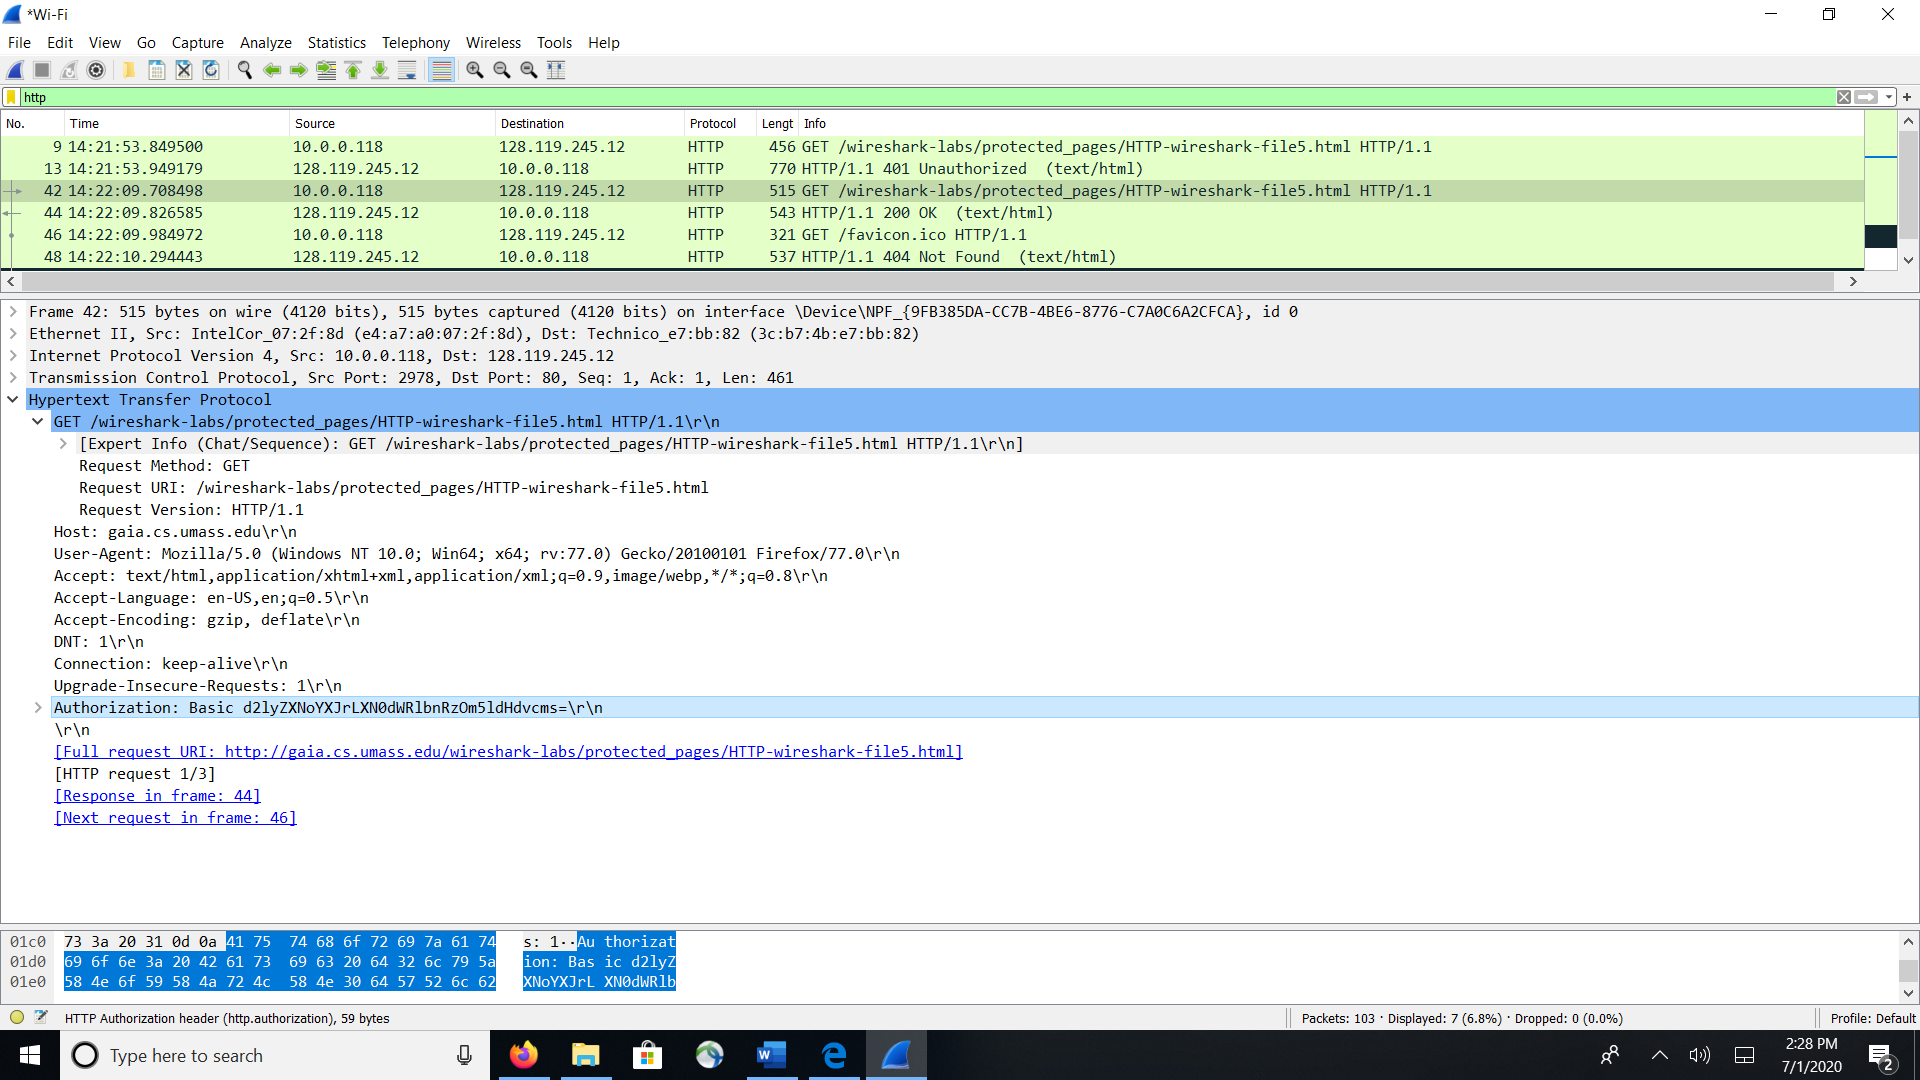 *Wi-Fi
File Edit View Go Capture Analyze Statistics Telephony Wireless Tools Help
http
No. Time Source Destination Protocol Lengt Info
9 14:21:53.849500 10.0.0.118 128.119.245.12 HTTP 456 GET /wireshark-labs/protected_pages/HTTP-wireshark-file5.html HTTP/1.1
13 14:21:53.949179 128.119.245.12 10.0.0.118 HTTP 770 HTTP/1.1 401 Unauthorized (text/html)
42 14:22:09.708498 10.0.0.118 128.119.245.12 HTTP 515 GET /wireshark-labs/protected_pages/HTTP-wireshark-file5.html HTTP/1.1
44 14:22:09.826585 128.119.245.12 10.0.0.118 HTTP 543 HTTP/1.1 200 OK (text/html)
46 14:22:09.984972 10.0.0.118 128.119.245.12 HTTP 321 GET /favicon.ico HTTP/1.1
48 14:22:10.294443 128.119.245.12 10.0.0.118 HTTP 537 HTTP/1.1 404 Not Found (text/html)
Frame 42: 515 bytes on wire (4120 bits), 515 bytes captured (4120 bits) on interface \Device\NPF_{9FB385DA-CC7B-4BE6-8776-C7A0C6A2CFCA}, id 0
Ethernet II, Src: IntelCor_07:2f:8d (e4:a7:a0:07:2f:8d), Dst: Technico_e7:bb:82 (3c:b7:4b:e7:bb:82)
Internet Protocol Version 4, Src: 10.0.0.118, Dst: 128.119.245.12
Transmission Control Protocol, Src Port: 2978, Dst Port: 80, Seq: 1, Ack: 1, Len: 461
Hypertext Transfer Protocol
GET /wireshark-labs/protected_pages/HTTP-wireshark-file5.html HTTP/1.1\r\n
[Expert Info (Chat/Sequence): GET /wireshark-labs/protected_pages/HTTP-wireshark-file5.html HTTP/1.1\r\n]
Request Method: GET
Request URI: /wireshark-labs/protected_pages/HTTP-wireshark-file5.html
Request Version: HTTP/1.1
Host: gaia.cs.umass.edu\r\n
User-Agent: Mozilla/5.0 (Windows NT 10.0; Win64; x64; rv:77.0) Gecko/20100101 Firefox/77.0\r\n
Accept: text/html,application/xhtml+xml,application/xml;q=0.9,image/webp,*/*;q=0.8\r\n
Accept-Language: en-US,en;q=0.5\r\n
Accept-Encoding: gzip, deflate\r\n
DNT: 1\r\n
Connection: keep-alive\r\n
Upgrade-Insecure-Requests: 1\r\n
Authorization: Basic d2lyZXNoYXJrLXN0dWRlbnRzOm5ldHdvcms=\r\n
\r\n
[Full request URI: http://gaia.cs.umass.edu/wireshark-labs/protected_pages/HTTP-wireshark-file5.html]
[HTTP request 1/3]
[Response in frame: 44]
[Next request in frame: 46]
01c0 73 3a 20 31 0d 0a 41 75 74 68 6f 72 69 7a 61 74 s: 1··Au thorizat
01d0 69 6f 6e 3a 20 42 61 73 69 63 20 64 32 6c 79 5a ion: Bas ic d2lyZ
01e0 58 4e 6f 59 58 4a 72 4c 58 4e 30 64 57 52 6c 62 XNoYXJrL XN0dWRlb
HTTP Authorization header (http.authorization), 59 bytes
Packets: 103 · Displayed: 7 (6.8%) · Dropped: 0 (0.0%)
Profile: Default
Type here to search
2:28 PM
7/1/2020
2